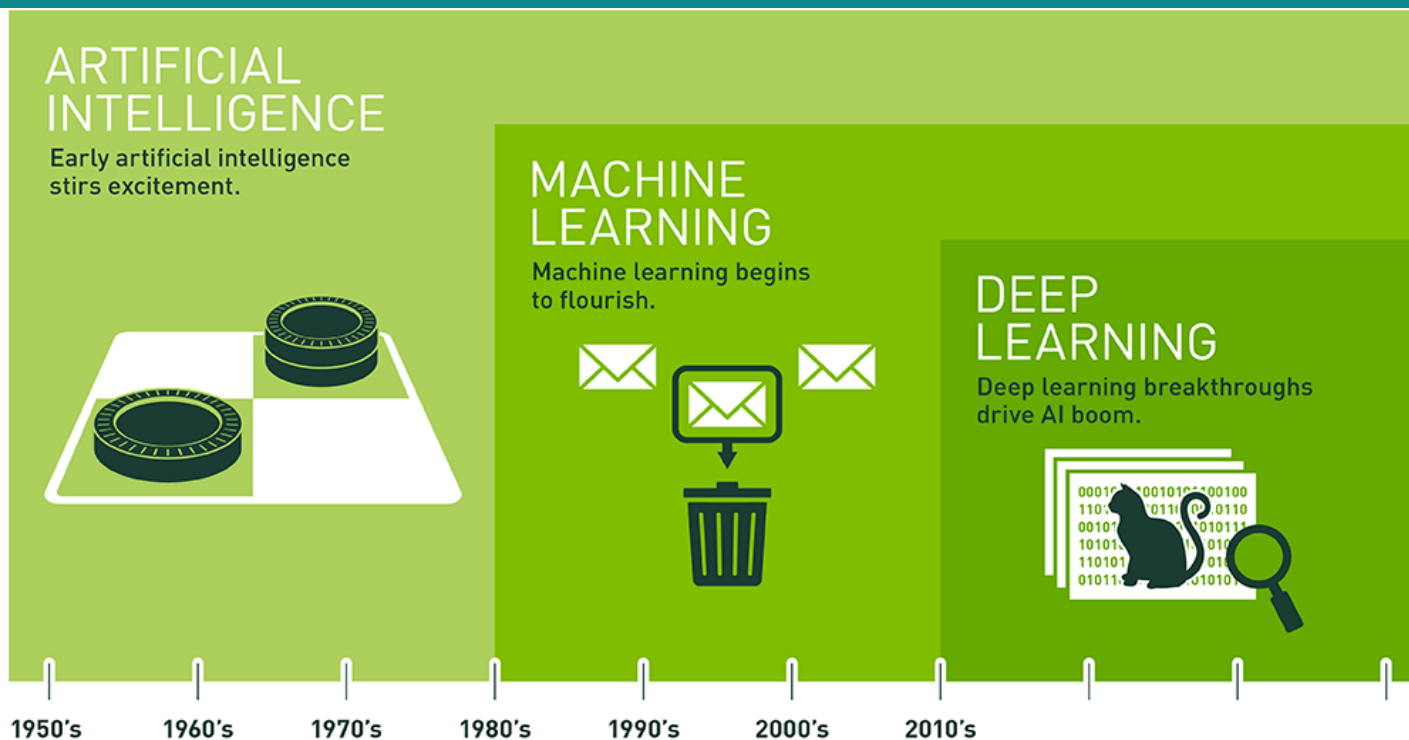 ARTIFICIAL
INTELLIGENCE
Early artificial intelligence
stirs excitement.
MACHINE
LEARNING
Machine learning begins
to flourish.
DEEP
LEARNING
Deep learning breakthroughs
drive AI boom.
1950's 1960's 1970's 1980's 1990's 2000's 2010's